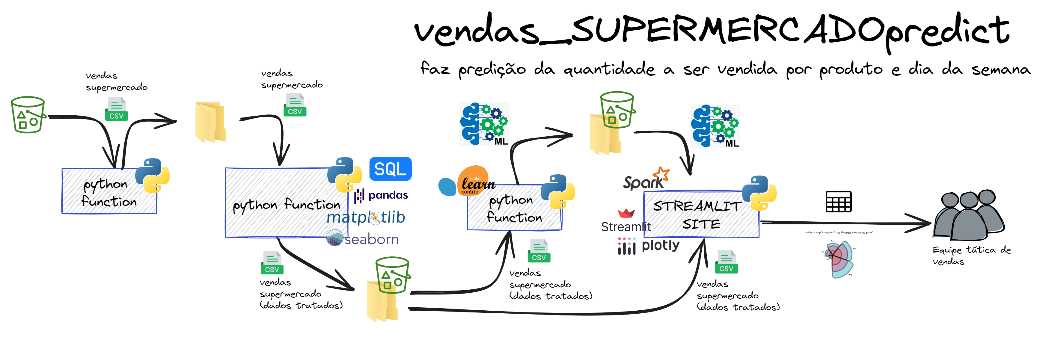 vendas_SUPERMERCADOpredict
faz predição da quantidade a ser vendida por produto e dia da semana
vendas
supermercado
CSV
vendas
supermercado
CSV
python
function
python function
SQL
pandas
matplotlib
seaborn
CSV
vendas
supermercado
(dados tratados)
ML
learn
python
function
CSV
vendas
supermercado
(dados tratados)
ML
Spark
Streamlit
plotly
STREAMLIT
SITE
CSV
vendas
supermercado
(dados tratados)
Equipe tática de
vendas